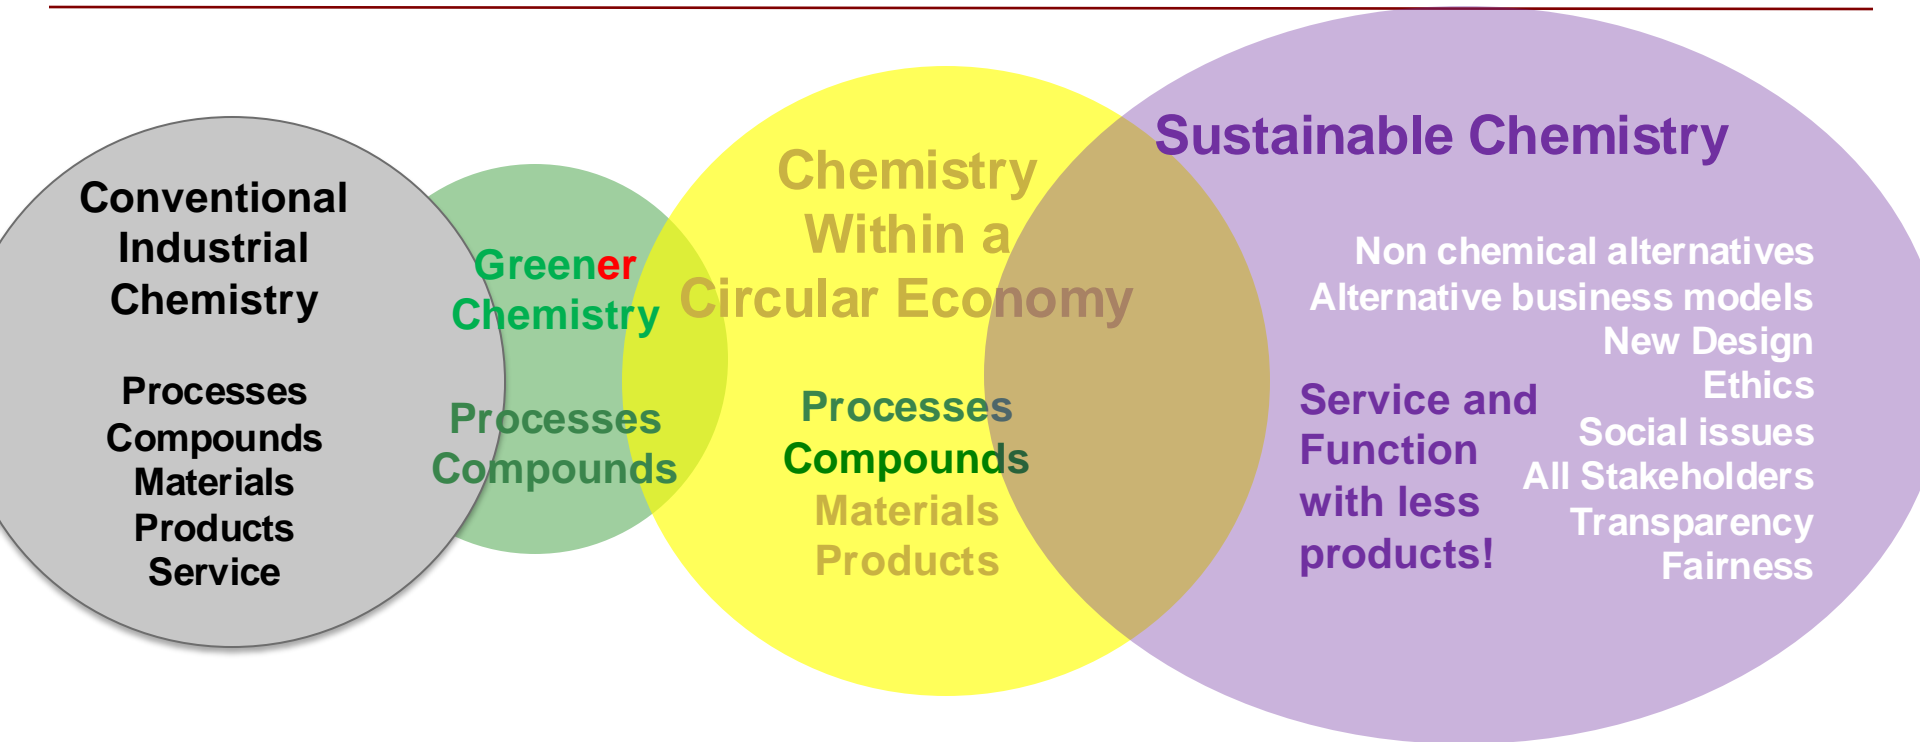 Conventional
Industrial
Chemistry
Processes
Compounds
Materials
Products
Service
Greener
Chemistry
Processes
Compounds
Chemistry
Within a
Circular Economy
Processes
Compounds
Materials
Products
Sustainable Chemistry
Service and
Function
with less
products!
Non chemical alternatives
Alternative business models
New Design
Ethics
Social issues
All Stakeholders
Transparency
Fairness